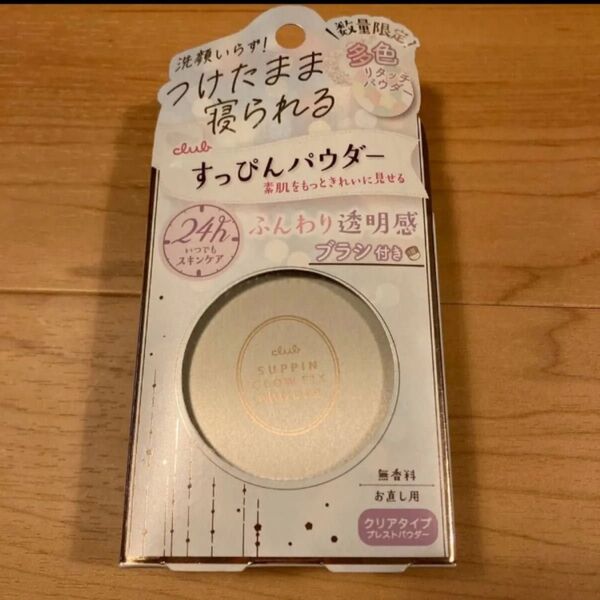 洗顔いらず!
つけたまま
寝られる
数量限定!
多色
リタッチ
パウダー
club
すっぴんパウダー
素肌をもっときれいに見せる
24h
いつでも
スキンケア
ふんわり透明感
ブラシ付き
club
SUPPIN
GLOW FIX
無香料
お直し用
クリアタイプ
プレストパウダー